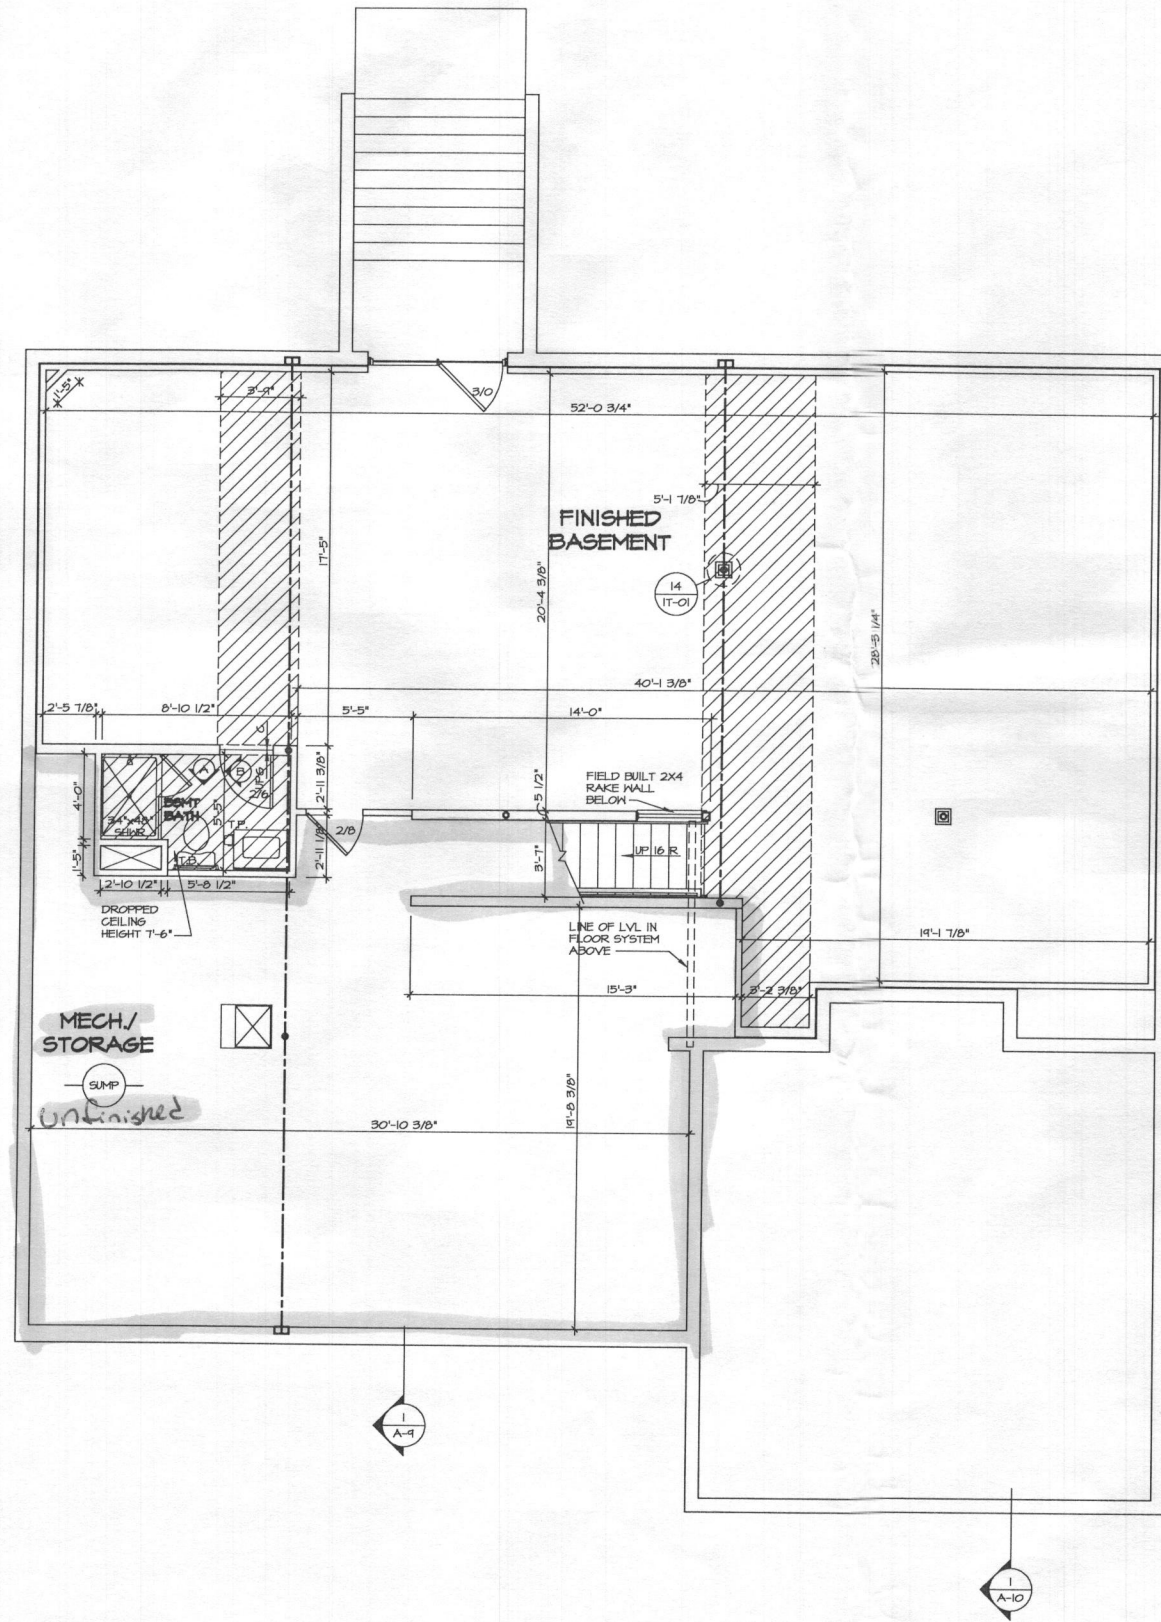 3/0
1'-5"
3'-9"
52'-0 3/4"
5'-1 7/8"
FINISHED
BASEMENT
17'-5"
20'-4 3/8"
14
IT-01
28'-3 1/4"
40'-1 3/8"
2'-5 7/8"
8'-10 1/2"
5'-5"
14'-0"
A
B
2/6
5'-5"
4'-0"
BSMT
BATH
34"x48"
SHWR
T.P.
T.B.
2'-11 3/8"
2'-11 1/8"
2/8
5 1/2"
FIELD BUILT 2X4
RAKE WALL
BELOW
UP 16 R
3'-7"
1'-5"
2'-10 1/2"
5'-8 1/2"
DROPPED
CEILING
HEIGHT 7'-6"
LINE OF LVL IN
FLOOR SYSTEM
ABOVE
19'-1 7/8"
15'-3"
3'-2 3/8"
MECH./
STORAGE
SUMP
Unfinished
30'-10 3/8"
19'-8 3/8"
1
A-9
1
A-10